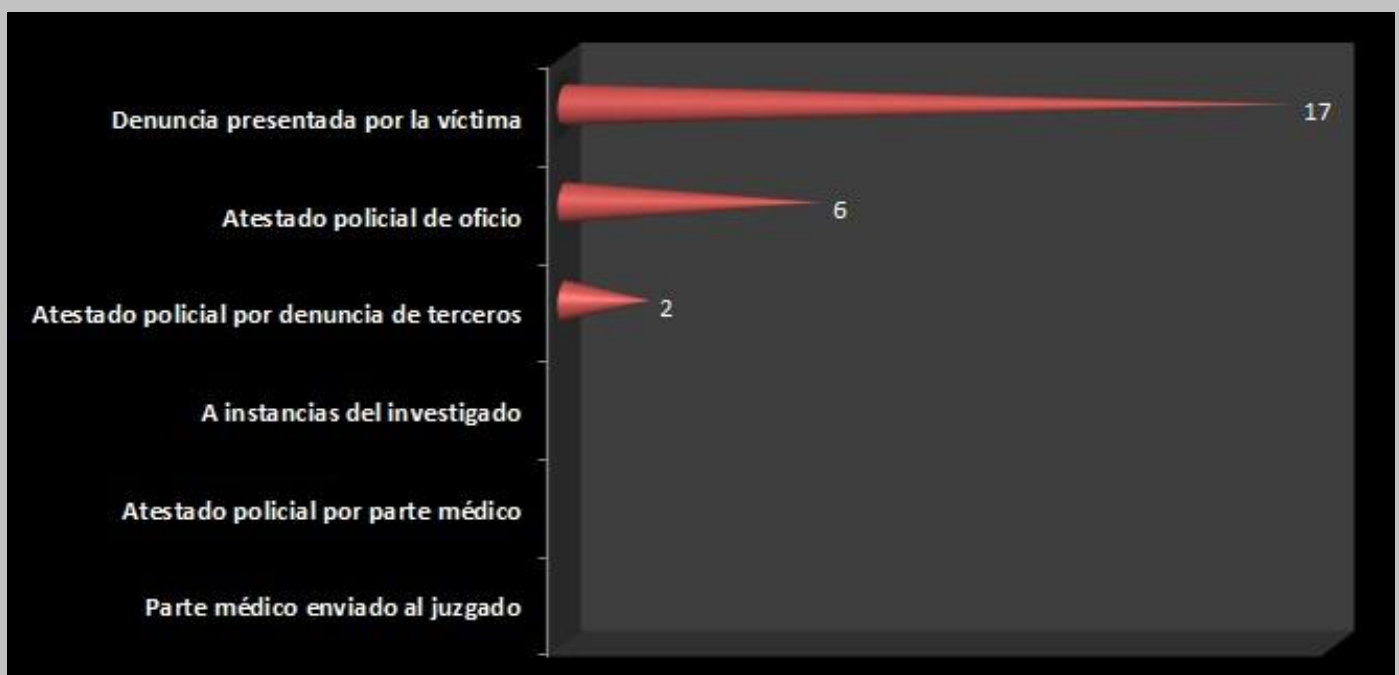 Denuncia presentada por la víctima
17
Atestado policial de oficio
6
Atestado policial por denuncia de terceros
2
A instancias del investigado
Atestado policial por parte médico
Parte médico enviado al juzgado